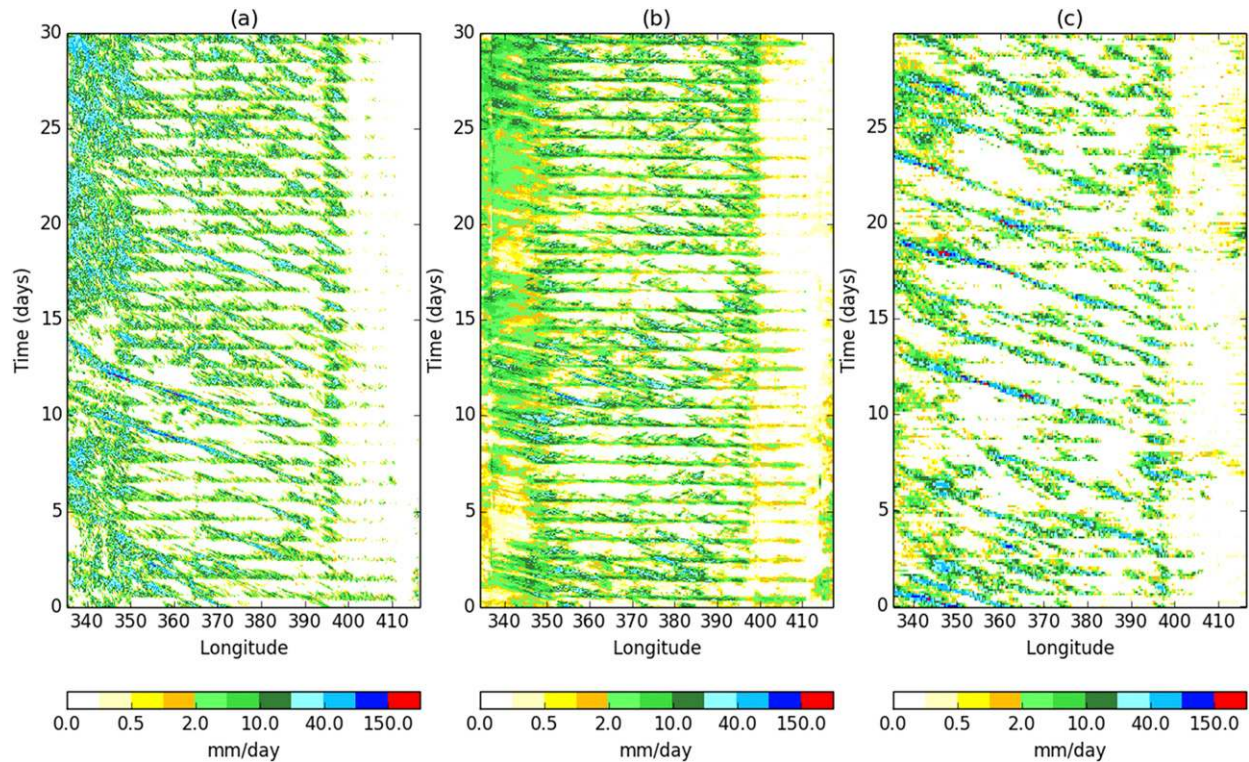 (a) (b) (c)
30 30 30
25 25 25
20 20 20
Time (days) Time (days) Time (days)
15 15 15
10 10 10
5 5 5
0 0 0
340 350 360 370 380 390 400 410 340 350 360 370 380 390 400 410 340 350 360 370 380 390 400 410
Longitude Longitude Longitude
0.0 0.5 2.0 10.0 40.0 150.0 0.0 0.5 2.0 10.0 40.0 150.0 0.0 0.5 2.0 10.0 40.0 150.0
mm/day mm/day mm/day